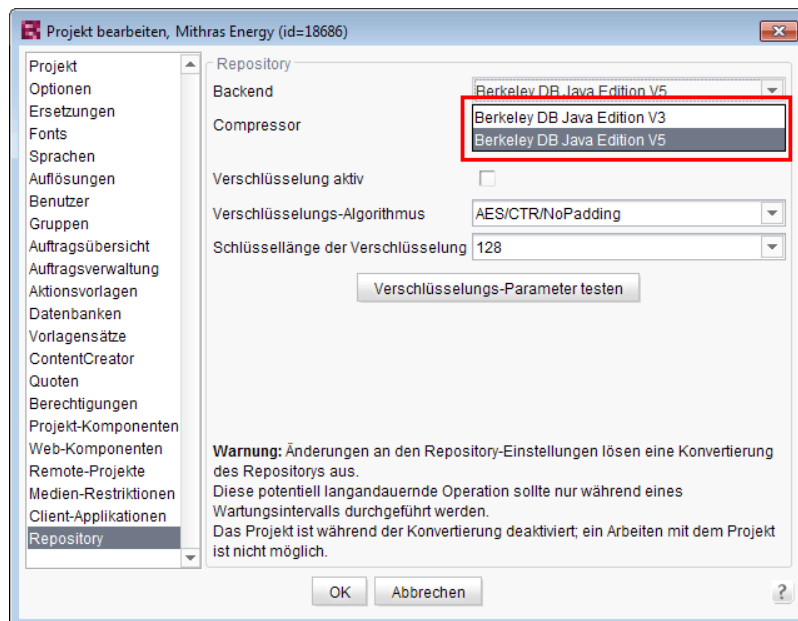 Projekt bearbeiten, Mithras Energy (id=18686)
Projekt
Optionen
Ersetzungen
Fonts
Sprachen
Auflösungen
Benutzer
Gruppen
Auftragsübersicht
Auftragsverwaltung
Aktionsvorlagen
Datenbanken
Vorlagensätze
ContentCreator
Quoten
Berechtigungen
Projekt-Komponenten
Web-Komponenten
Remote-Projekte
Medien-Restriktionen
Client-Applikationen
Repository
Repository
Backend
Berkeley DB Java Edition V5
Compressor
Berkeley DB Java Edition V3
Berkeley DB Java Edition V5
Verschlüsselung aktiv
Verschlüsselungs-Algorithmus
AES/CTR/NoPadding
Schlüssellänge der Verschlüsselung
128
Verschlüsselungs-Parameter testen
Warnung: Änderungen an den Repository-Einstellungen lösen eine Konvertierung
des Repositorys aus.
Diese potentiell langandauernde Operation sollte nur während eines
Wartungsintervalls durchgeführt werden.
Das Projekt ist während der Konvertierung deaktiviert; ein Arbeiten mit dem Projekt
ist nicht möglich.
OK
Abbrechen
?